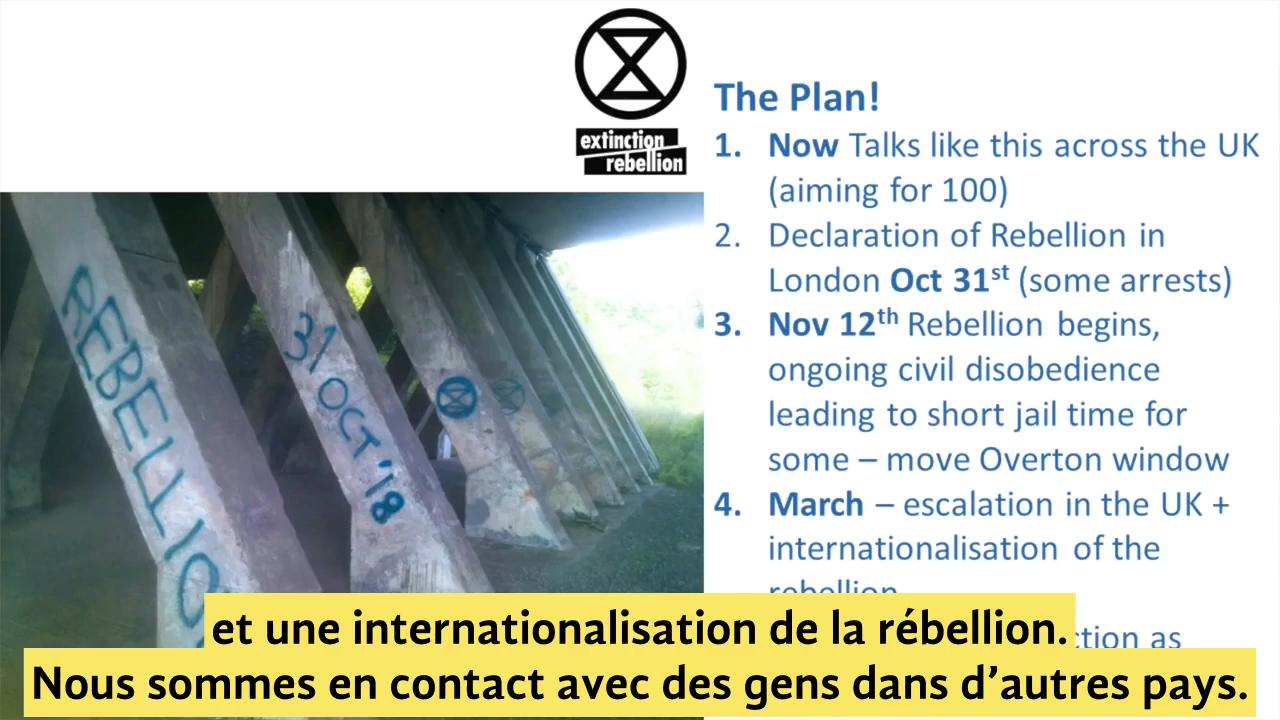 extinction
rebellion
The Plan!
1. Now Talks like this across the UK
(aiming for 100)
2. Declaration of Rebellion in
London Oct 31st (some arrests)
3. Nov 12th Rebellion begins,
ongoing civil disobedience
leading to short jail time for
some – move Overton window
4. March – escalation in the UK +
internationalisation of the
rebellion
as
REBELLIO
31
OCT '18
et une internationalisation de la rébellion.
Nous sommes en contact avec des gens dans d'autres pays.